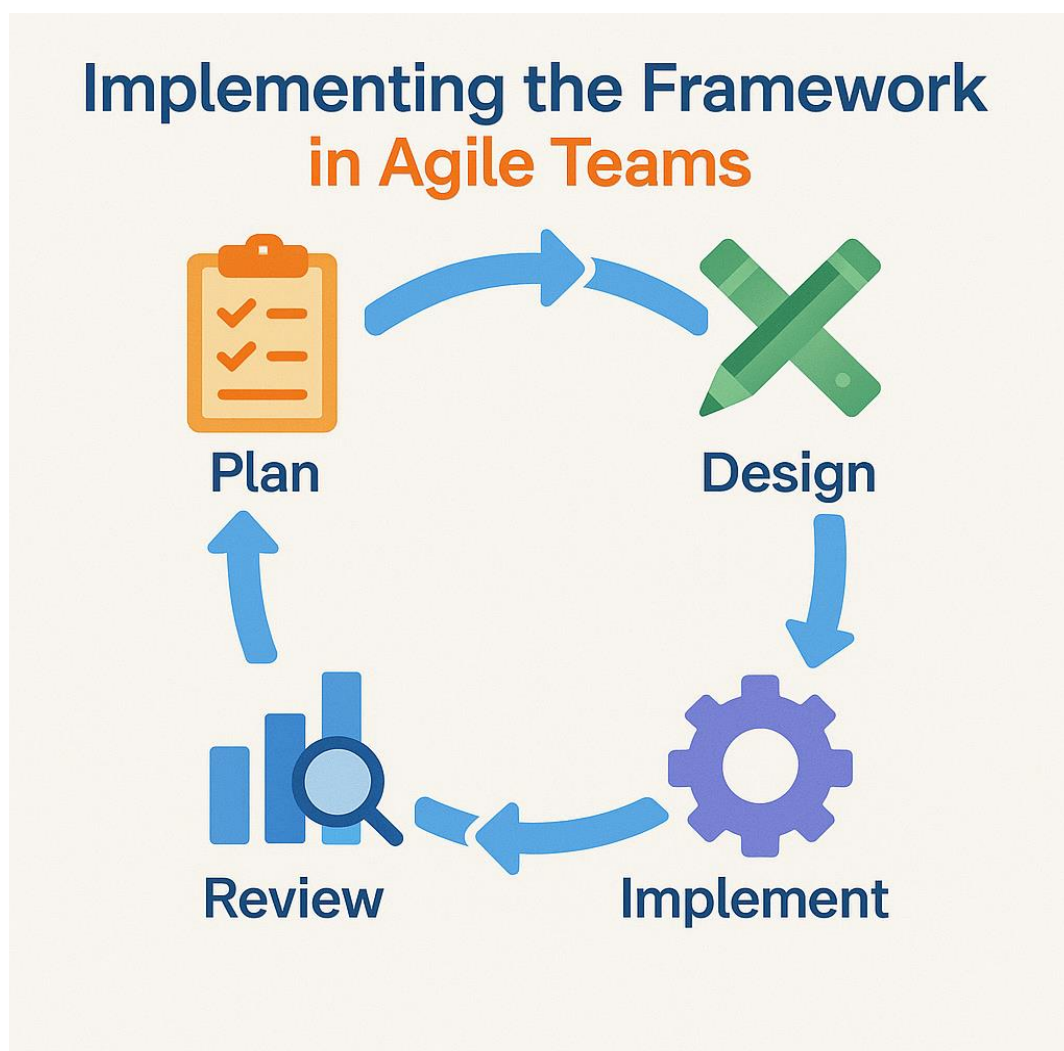 Implementing the Framework
in Agile Teams
Plan
Design
Review
Implement